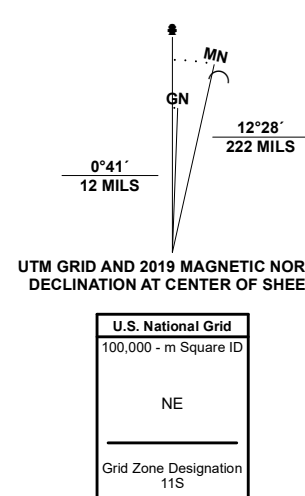 MN
GN
12°28´
222 MILS
0°41´
12 MILS
UTM GRID AND 2019 MAGNETIC NOR
DECLINATION AT CENTER OF SHEE
U.S. National Grid
100,000 - m Square ID
NE
Grid Zone Designation
11S